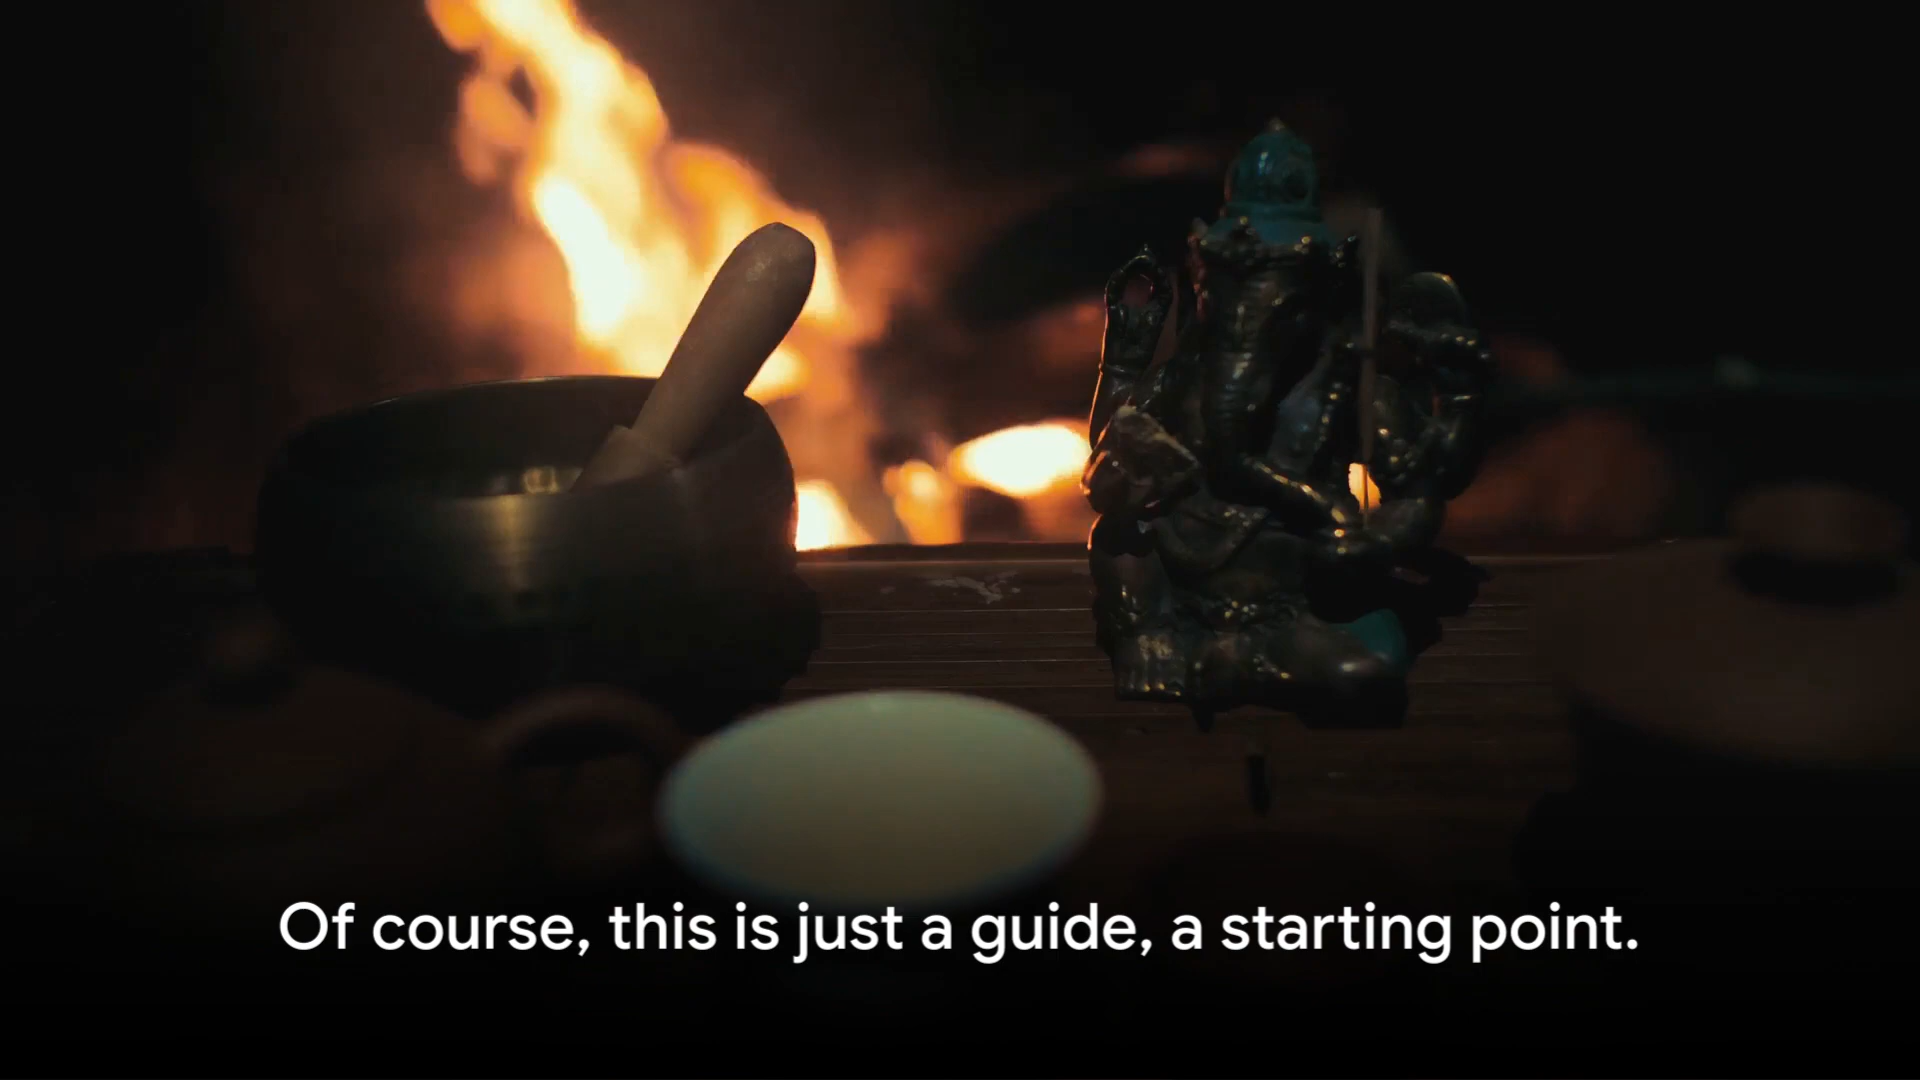 Of course, this is just a guide, a starting point.